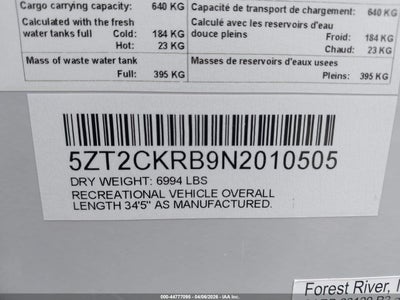 Cargo carrying capacity: 640 KG
Calculated with the fresh
water tanks full Cold: 184 KG
Hot: 23 KG
Mass of waste water tank
Full: 395 KG
Capacité de transport de chargement: 640 KG
Calculé avec les reservoirs d'eau
douce pleins Froid: 184 KG
Chaud: 23 KG
Masses de reservoirs d'eaux usees
Pleins: 395 KG
5ZT2CKRB9N2010505
DRY WEIGHT: 6994 LBS
RECREATIONAL VEHICLE OVERALL
LENGTH 34'5" AS MANUFACTURED.
Forest River, I